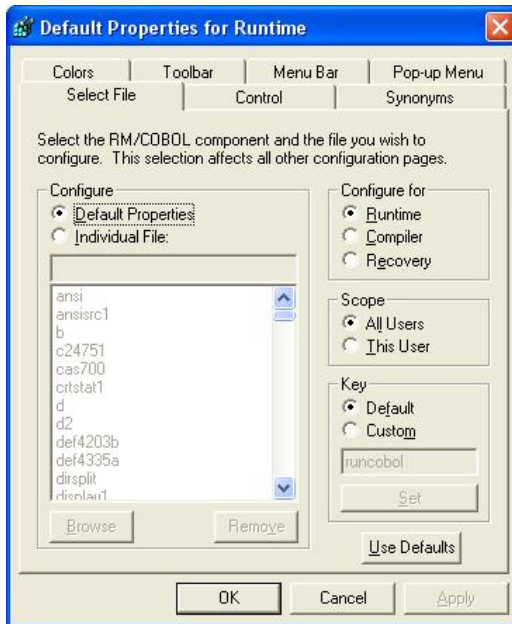 Default Properties for Runtime
Colors Toolbar Menu Bar Pop-up Menu
Select File Control Synonyms
Select the RM/COBOL component and the file you wish to
configure. This selection affects all other configuration pages.
Configure
Default Properties
Individual File:
ansi
ansisrc1
b
c24751
cas700
crtstat1
d
d2
def4203b
def4335a
dirsplit
display1
Browse Remove
Configure for
Runtime
Compiler
Recovery
Scope
All Users
This User
Key
Default
Custom
runcobol
Set
Use Defaults
OK Cancel Apply